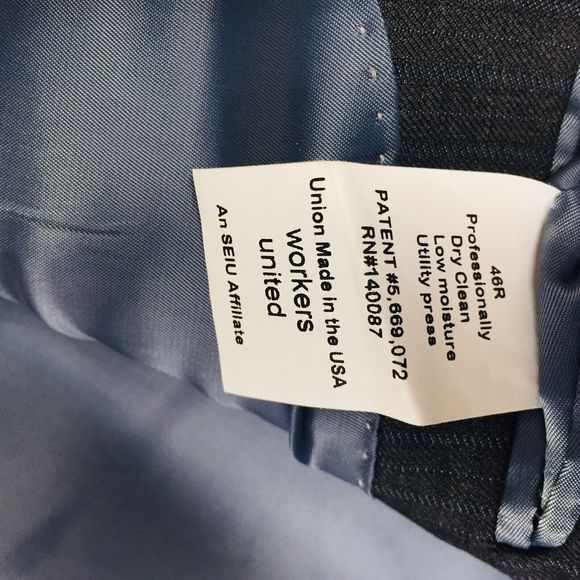 46R
Professionally
Dry Clean
Low moisture
Utility press
PATENT #5,669,072
RN#140087
Union Made in the USA
workers
united
An SEIU Affiliate